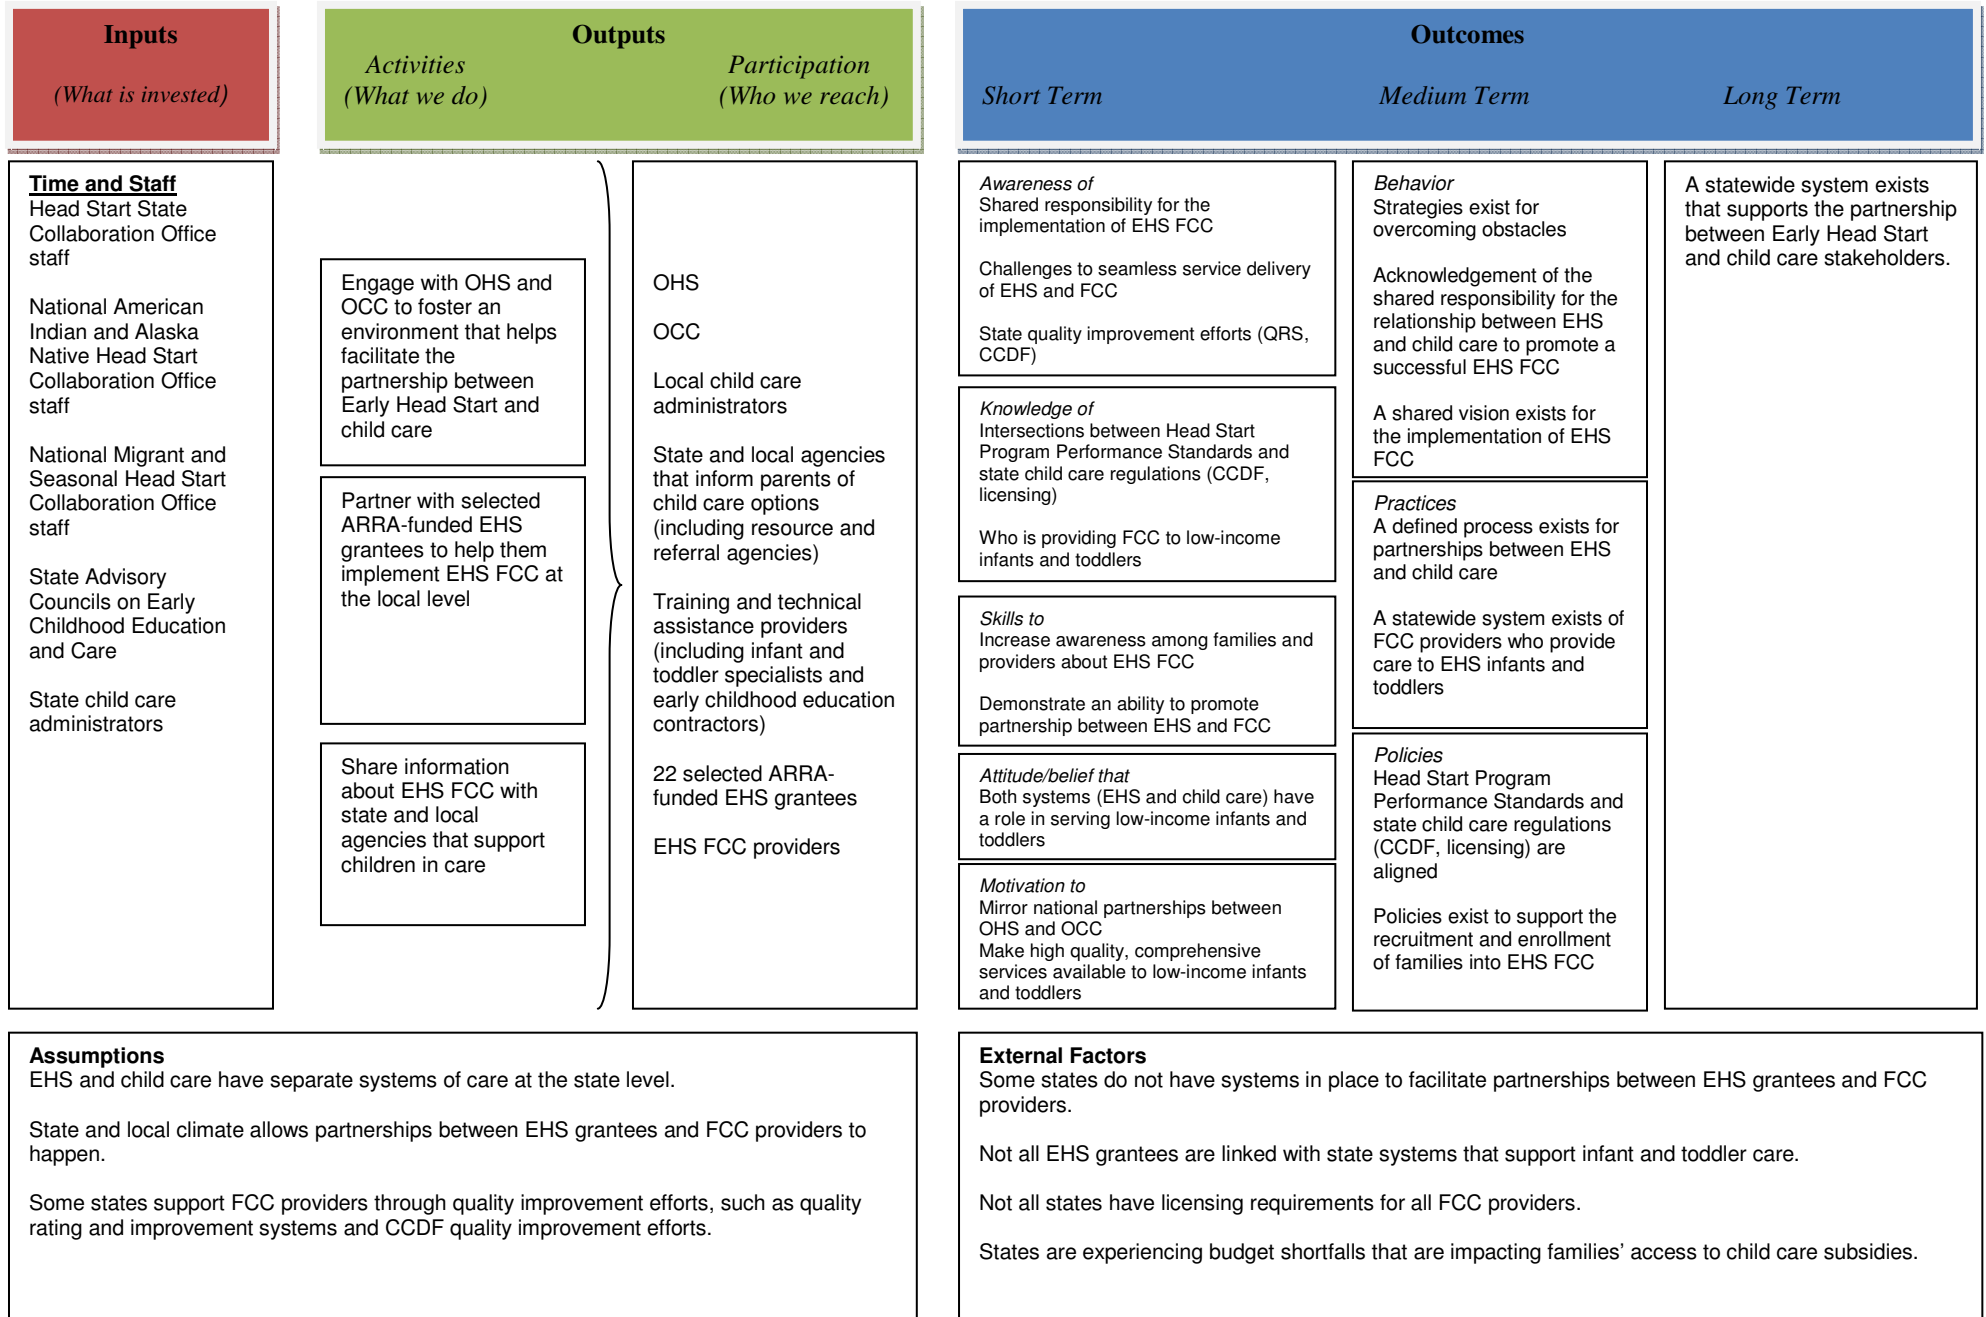 Inputs
(What is invested)
Outputs
Activities
(What we do)
Participation
(Who we reach)
Outcomes
Short Term
Medium Term
Long Term
Time and Staff
Head Start State
Collaboration Office
staff
National American
Indian and Alaska
Native Head Start
Collaboration Office
staff
National Migrant and
Seasonal Head Start
Collaboration Office
staff
State Advisory
Councils on Early
Childhood Education
and Care
State child care
administrators
Engage with OHS and
OCC to foster an
environment that helps
facilitate the
partnership between
Early Head Start and
child care
Partner with selected
ARRA-funded EHS
grantees to help them
implement EHS FCC at
the local level
Share information
about EHS FCC with
state and local
agencies that support
children in care
OHS
OCC
Local child care
administrators
State and local agencies
that inform parents of
child care options
(including resource and
referral agencies)
Training and technical
assistance providers
(including infant and
toddler specialists and
early childhood education
contractors)
22 selected ARRA-
funded EHS grantees
EHS FCC providers
Awareness of
Shared responsibility for the
implementation of EHS FCC
Challenges to seamless service delivery
of EHS and FCC
State quality improvement efforts (QRS,
CCDF)
Knowledge of
Intersections between Head Start
Program Performance Standards and
state child care regulations (CCDF,
licensing)
Who is providing FCC to low-income
infants and toddlers
Skills to
Increase awareness among families and
providers about EHS FCC
Demonstrate an ability to promote
partnership between EHS and FCC
Attitude/belief that
Both systems (EHS and child care) have
a role in serving low-income infants and
toddlers
Motivation to
Mirror national partnerships between
OHS and OCC
Make high quality, comprehensive
services available to low-income infants
and toddlers
Behavior
Strategies exist for
overcoming obstacles
Acknowledgement of the
shared responsibility for the
relationship between EHS
and child care to promote a
successful EHS FCC
A shared vision exists for
the implementation of EHS
FCC
Practices
A defined process exists for
partnerships between EHS
and child care
A statewide system exists of
FCC providers who provide
care to EHS infants and
toddlers
Policies
Head Start Program
Performance Standards and
state child care regulations
(CCDF, licensing) are
aligned
Policies exist to support the
recruitment and enrollment
of families into EHS FCC
A statewide system exists
that supports the partnership
between Early Head Start
and child care stakeholders.
Assumptions
EHS and child care have separate systems of care at the state level.
State and local climate allows partnerships between EHS grantees and FCC providers to
happen.
Some states support FCC providers through quality improvement efforts, such as quality
rating and improvement systems and CCDF quality improvement efforts.
External Factors
Some states do not have systems in place to facilitate partnerships between EHS grantees and FCC
providers.
Not all EHS grantees are linked with state systems that support infant and toddler care.
Not all states have licensing requirements for all FCC providers.
States are experiencing budget shortfalls that are impacting families’ access to child care subsidies.